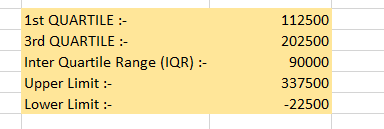 1st QUARTILE :- 112500
3rd QUARTILE :- 202500
Inter Quartile Range (IQR) :- 90000
Upper Limit :- 337500
Lower Limit :- -22500